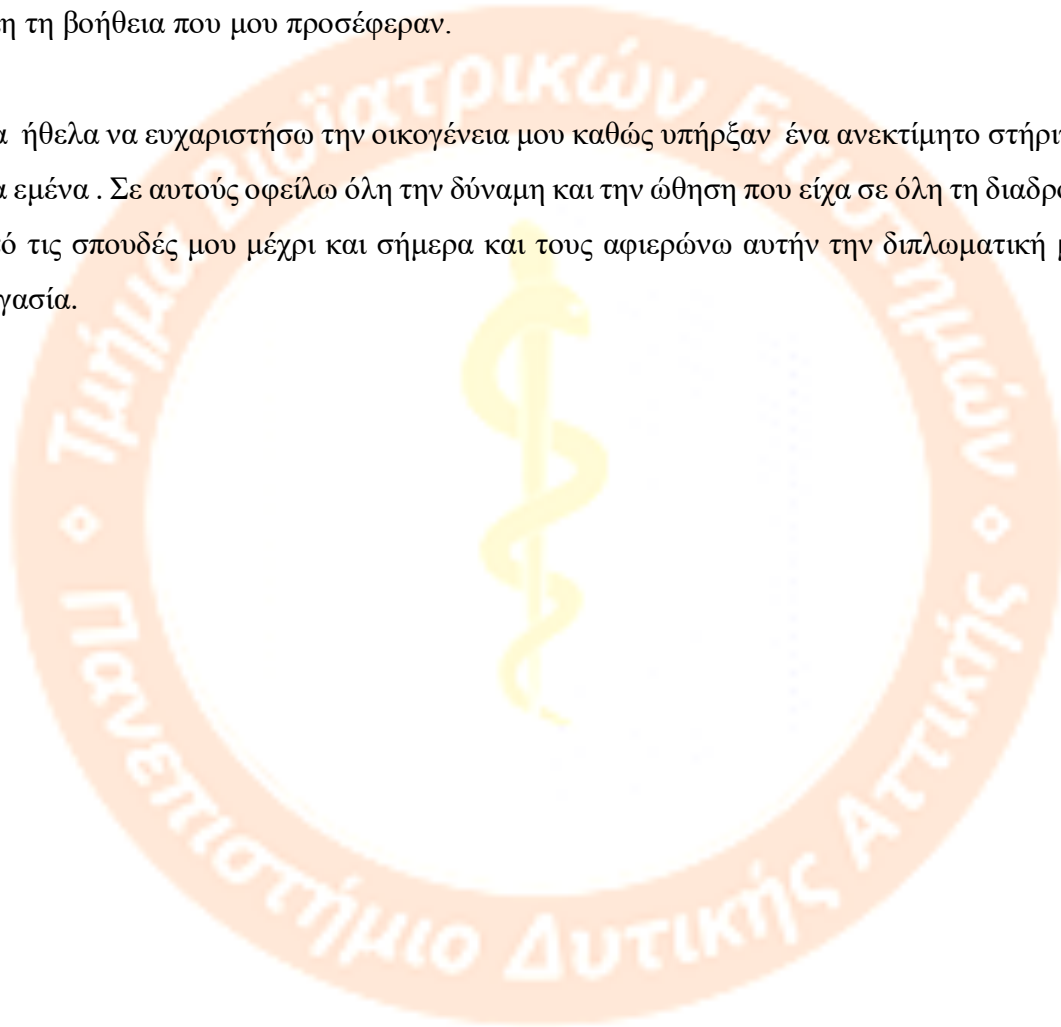 η τη βοήθεια που μου προσέφεραν.
ήθελα να ευχαριστήσω την οικογένεια μου καθώς υπήρξαν ένα ανεκτίμητο
εμένα . Σε αυτούς οφείλω όλη την δύναμη και την ώθηση που είχα σε όλη τη
τις σπουδές μου μέχρι και σήμερα και τους αφιερώνω αυτήν την διπλωματική
γασία.
Τμήμα Βιοϊατρικών Επιστημών
Πανεπιστήμιο Δυτικής Αττικής